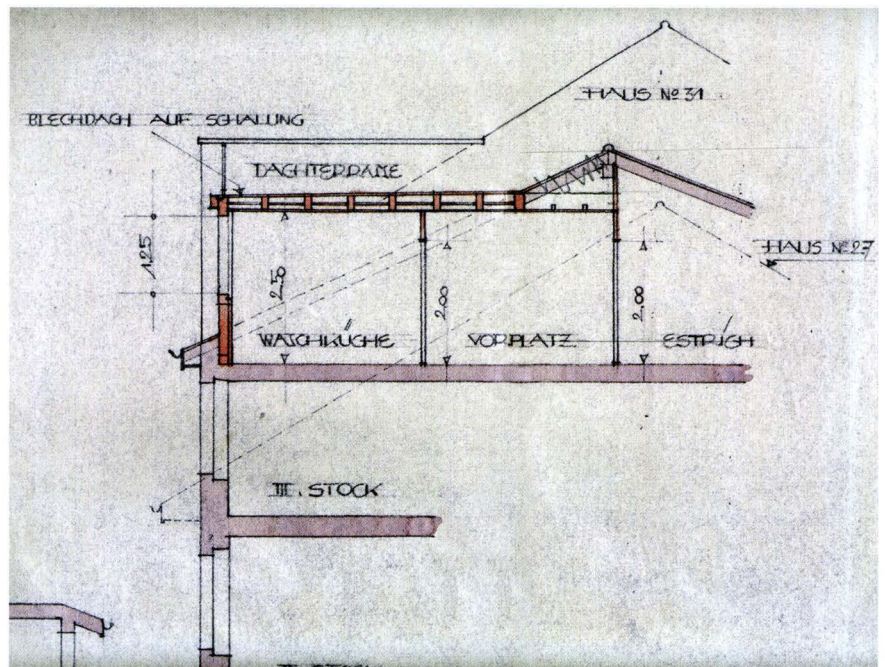 HAUS Nº 31
BLECHDACH AUF SCHALUNG
DACHTERRASSE
HAUS Nº 27
1.25
2.50
2.00
2.00
WASCHKÜCHE
VORPLATZ
ESTRICH
III. STOCK